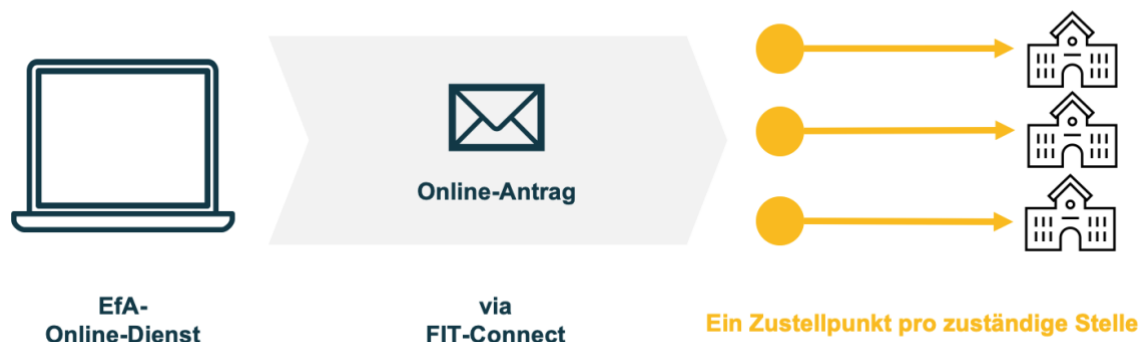 Online-Antrag
EfA-
Online-Dienst
via
FIT-Connect
Ein Zustellpunkt pro zuständige Stelle